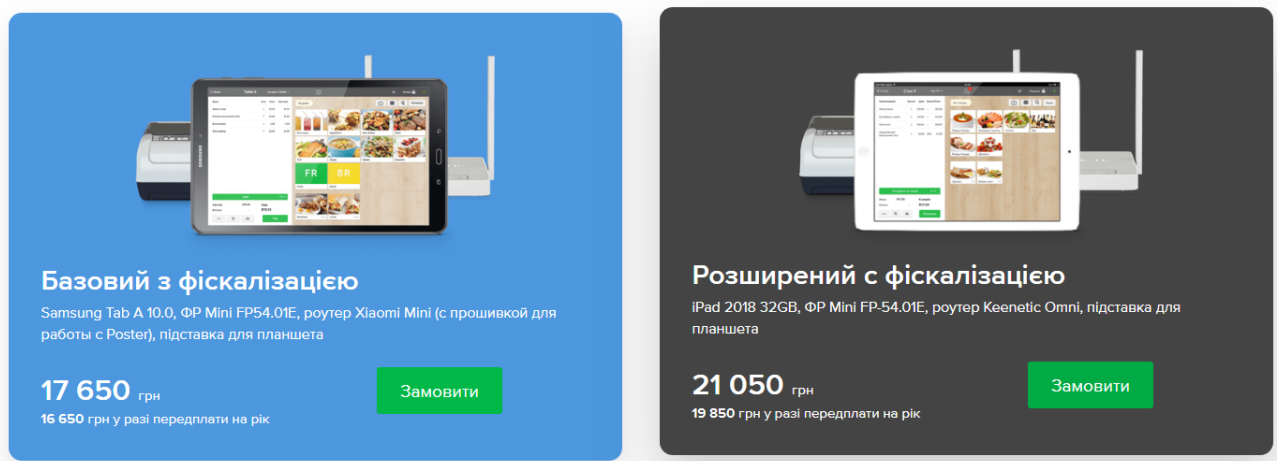 SAMSUNG
FR
BR
Базовий з фіскалізацією
Samsung Tab A 10.0, ФР Mini FP54.01E, роутер Xiaomi Mini (с прошивкой для
работы с Poster), підставка для планшета
17 650 грн
16 650 грн у разі передплати на рік
Замовити
Розширений с фіскалізацією
iPad 2018 32GB, ФР Mini FP-54.01E, роутер Keenetic Omni, підставка для
планшета
21 050 грн
19 850 грн у разі передплати на рік
Замовити